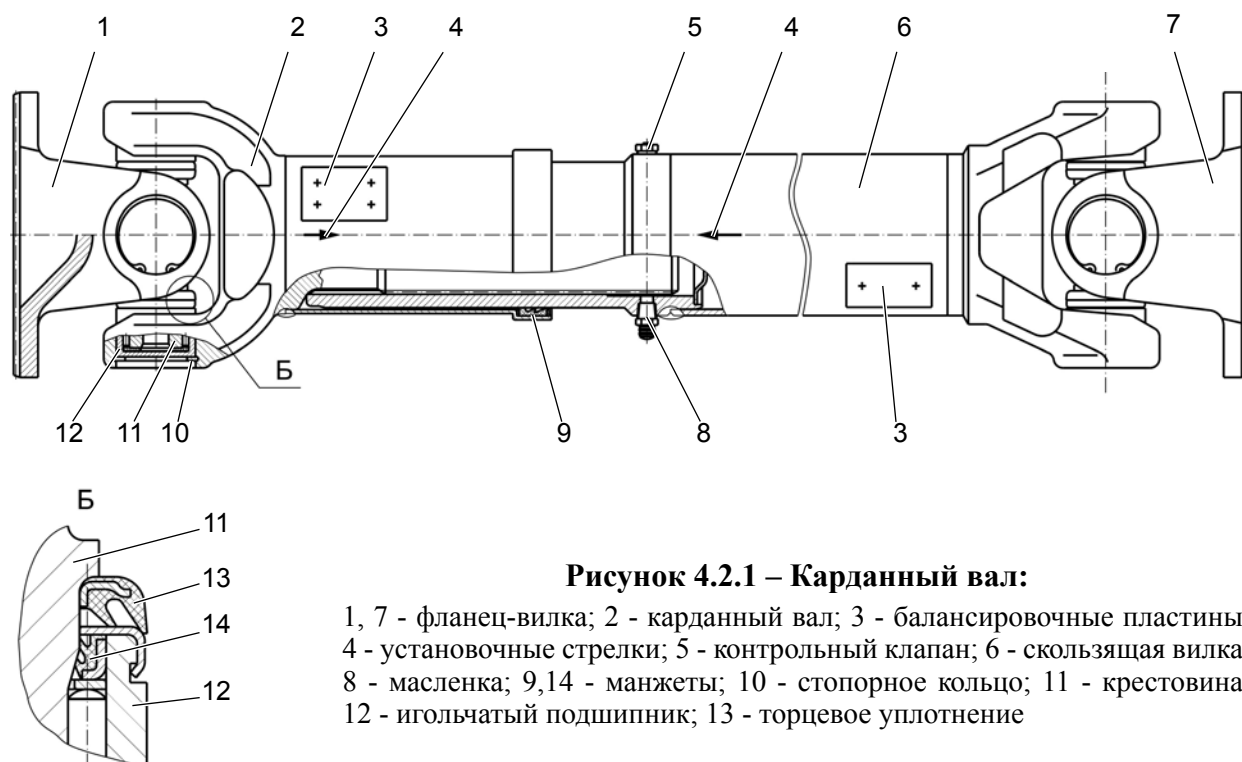 1 2 3 4 5 4 6 7
Б
12 11 10 9 8 3
Б
11
13
14
12
Рисунок 4.2.1 – Карданный вал:
1, 7 - фланец-вилка; 2 - карданный вал; 3 - балансировочные пластины
4 - установочные стрелки; 5 - контрольный клапан; 6 - скользящая вилка
8 - масленка; 9,14 - манжеты; 10 - стопорное кольцо; 11 - крестовина
12 - игольчатый подшипник; 13 - торцевое уплотнение